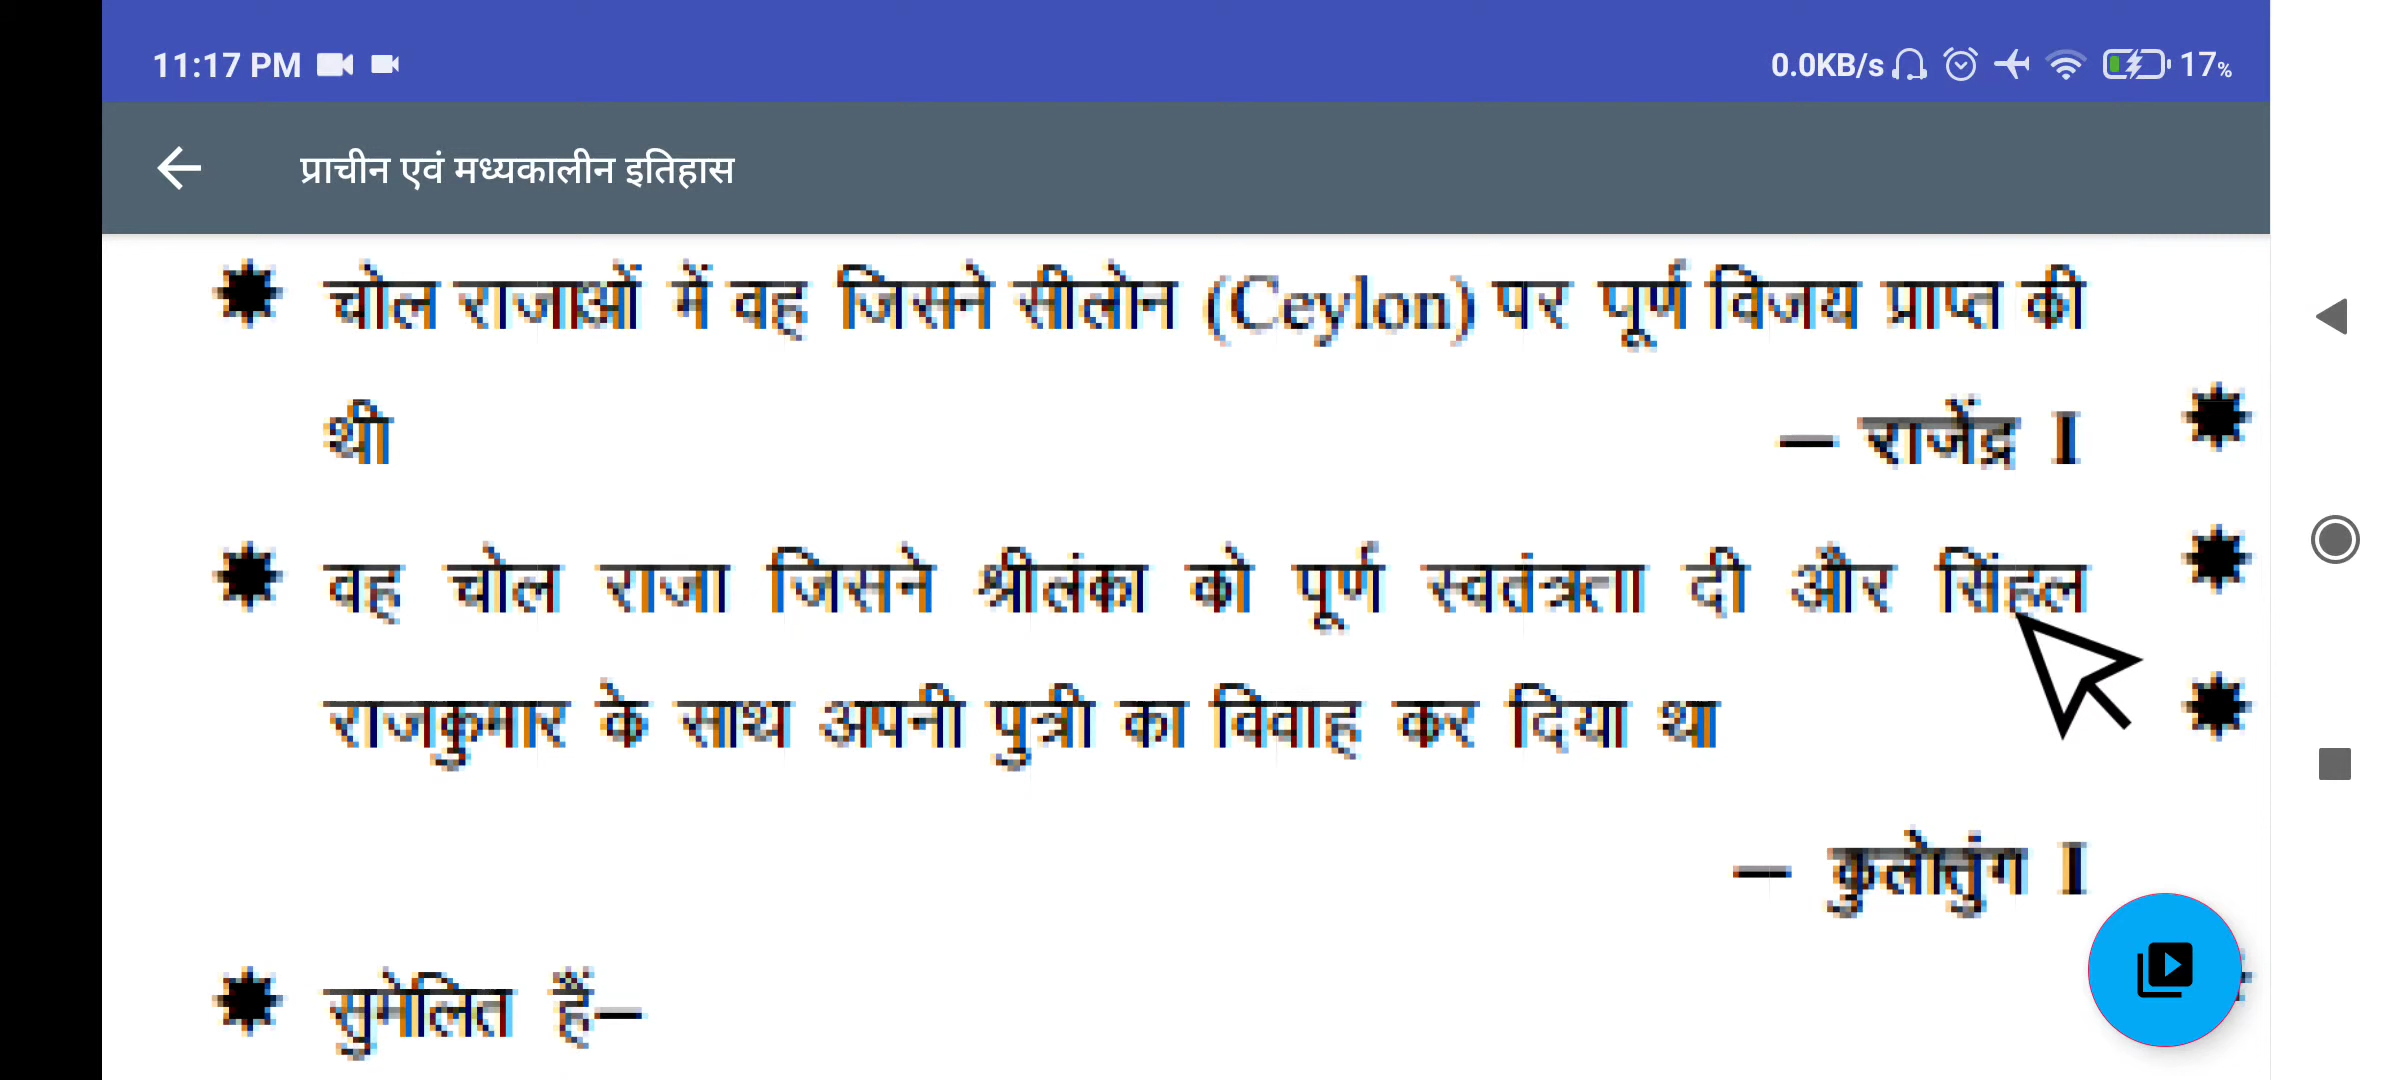 11:17 PM 0.0KB/s 17%
प्राचीन एवं मध्यकालीन इतिहास
चोल राजाओं में वह जिसने सीलोन (Ceylon) पर पूर्ण विजय प्राप्त की
थी — राजेंद्र I
वह चोल राजा जिसने श्रीलंका को पूर्ण स्वतंत्रता दी और सिंहल
राजकुमार के साथ अपनी पुत्री का विवाह कर दिया था
— कुलोतुंग I
सुमेलित हैं—